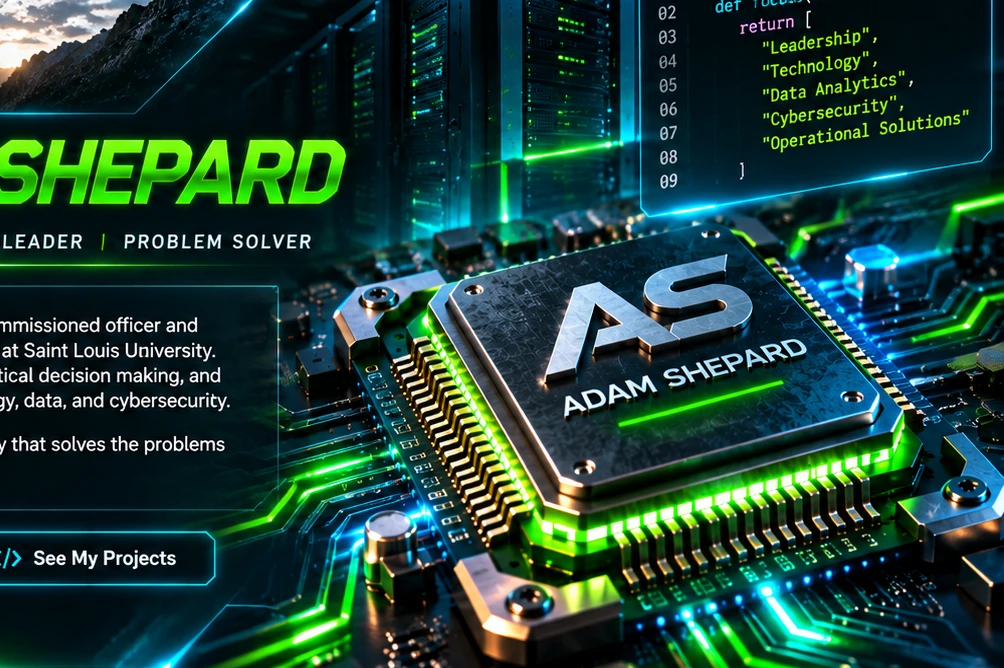 SHEPARD
LEADER | PROBLEM SOLVER
mmissioned officer and
at Saint Louis University.
tical decision making, and
gy, data, and cybersecurity.
y that solves the problems
</> See My Projects
02 def focus(
03 return [
04 "Leadership",
05 "Technology",
06 "Data Analytics",
07 "Cybersecurity",
08 "Operational Solutions"
09 ]
AS
ADAM SHEPARD